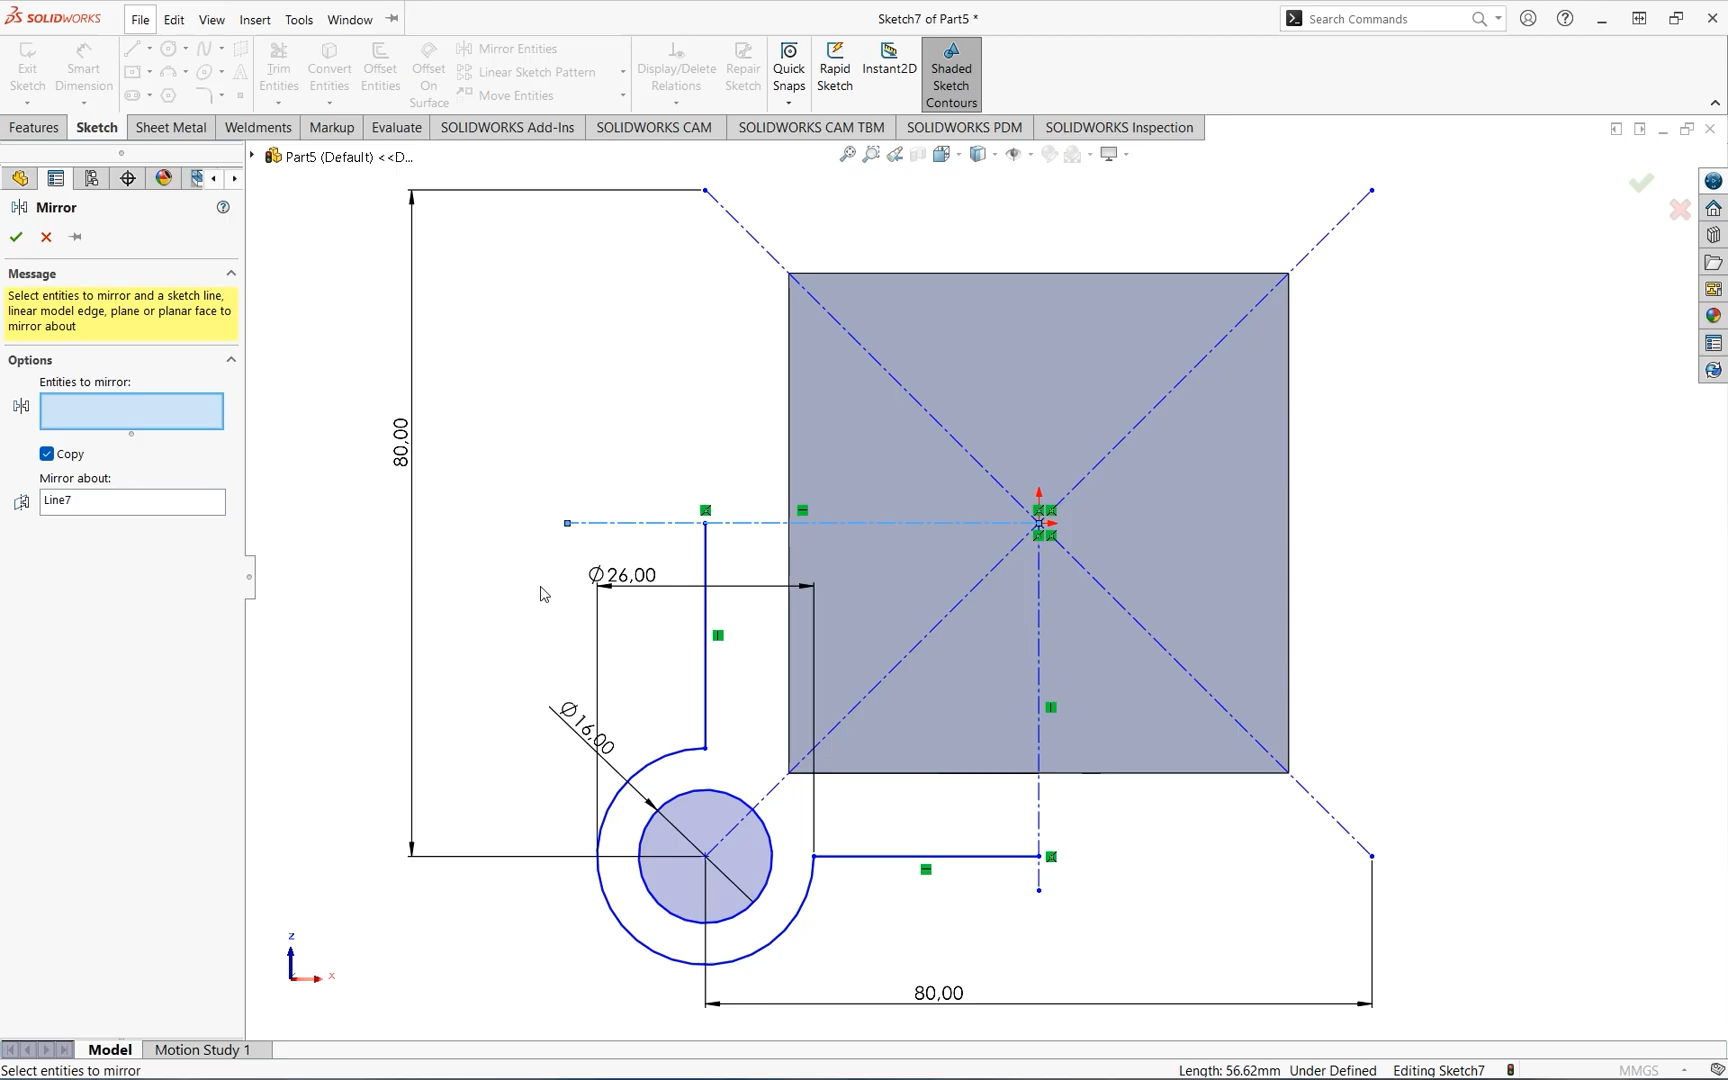 SOLIDWORKS
File Edit View Insert Tools Window
Sketch7 of Part5 *
Search Commands
Exit Sketch
Smart Dimension
Trim Entities
Convert Entities
Offset Entities
Offset On Surface
Mirror Entities
Linear Sketch Pattern
Move Entities
Display/Delete Relations
Repair Sketch
Quick Snaps
Rapid Sketch
Instant2D
Shaded Sketch Contours
Features Sketch Sheet Metal Weldments Markup Evaluate SOLIDWORKS Add-Ins SOLIDWORKS CAM SOLIDWORKS CAM TBM SOLIDWORKS PDM SOLIDWORKS Inspection
Part5 (Default) <<D...
Mirror
Message
Select entities to mirror and a sketch line,
linear model edge, plane or planar face to
mirror about
Options
Entities to mirror:
Copy
Mirror about:
Line7
80,00
Ø26,00
Ø16,00
80,00
z
x
Model Motion Study 1
Select entities to mirror
Length: 56.62mm Under Defined Editing Sketch7 MMGS